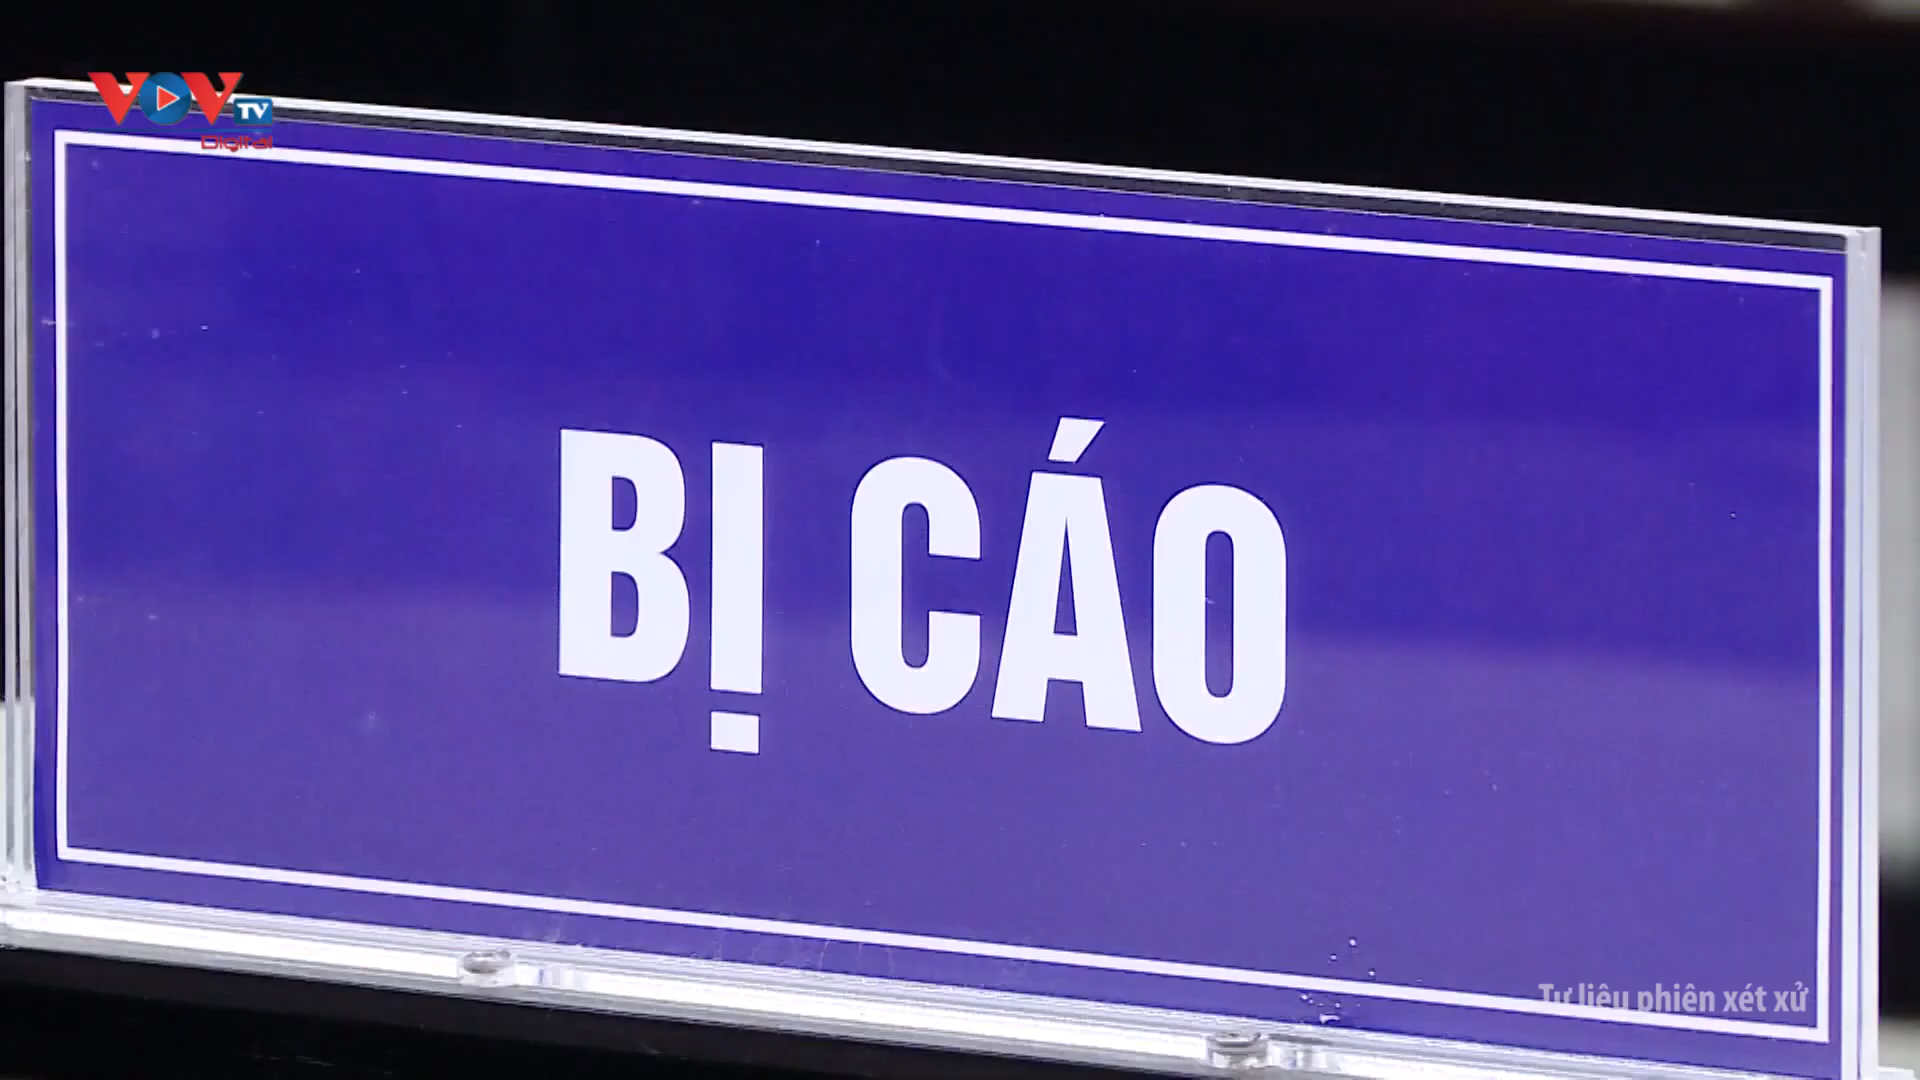 VOV TV
Digital
BỊ CÁO
Tư liệu phiên xét xử